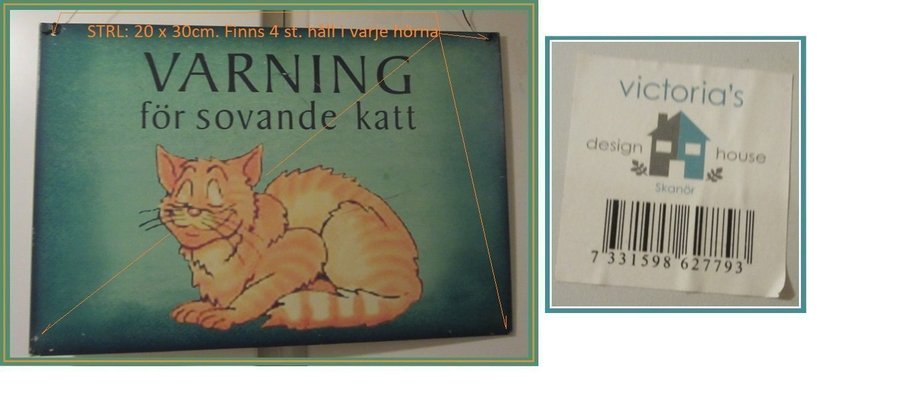 STRL: 20 x 30cm. Finns 4 st. hål i varje hörna
VARNING
för sovande katt
victoria's
design house
Skanör
7 331598 627793